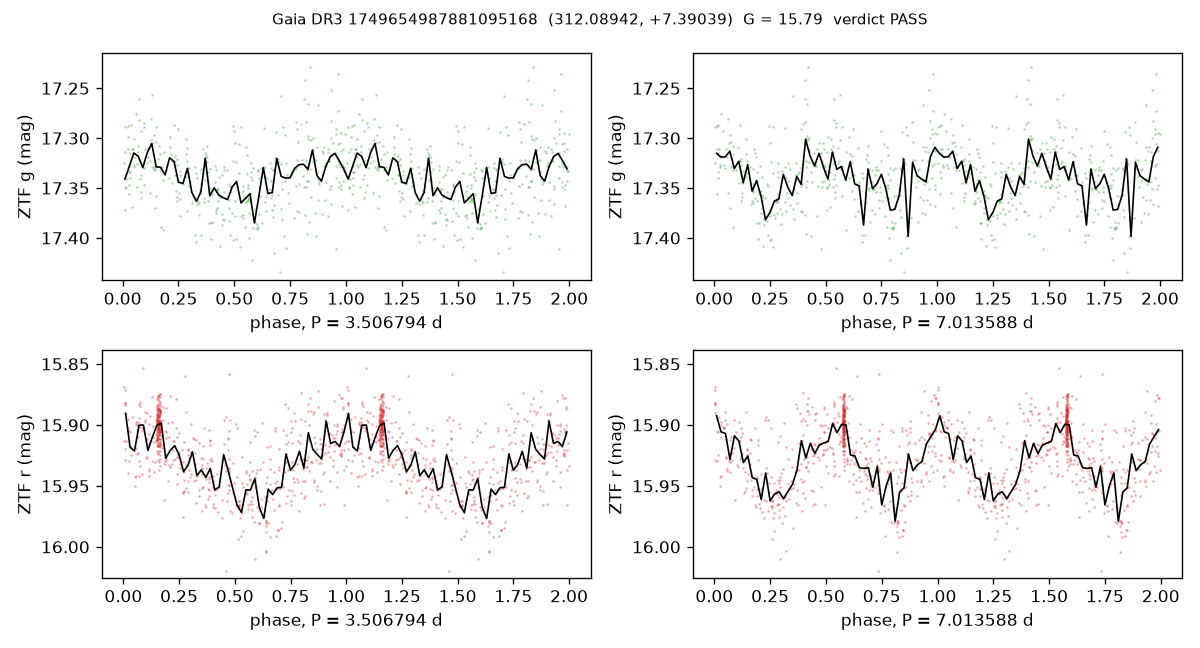 Gaia DR3 1749654987881095168 (312.08942, +7.39039) G = 15.79 verdict PASS
ZTF g (mag)
17.25
17.30
17.35
17.40
0.00 0.25 0.50 0.75 1.00 1.25 1.50 1.75 2.00
phase, P = 3.506794 d
ZTF g (mag)
17.25
17.30
17.35
17.40
0.00 0.25 0.50 0.75 1.00 1.25 1.50 1.75 2.00
phase, P = 7.013588 d
ZTF r (mag)
15.85
15.90
15.95
16.00
0.00 0.25 0.50 0.75 1.00 1.25 1.50 1.75 2.00
phase, P = 3.506794 d
ZTF r (mag)
15.85
15.90
15.95
16.00
0.00 0.25 0.50 0.75 1.00 1.25 1.50 1.75 2.00
phase, P = 7.013588 d